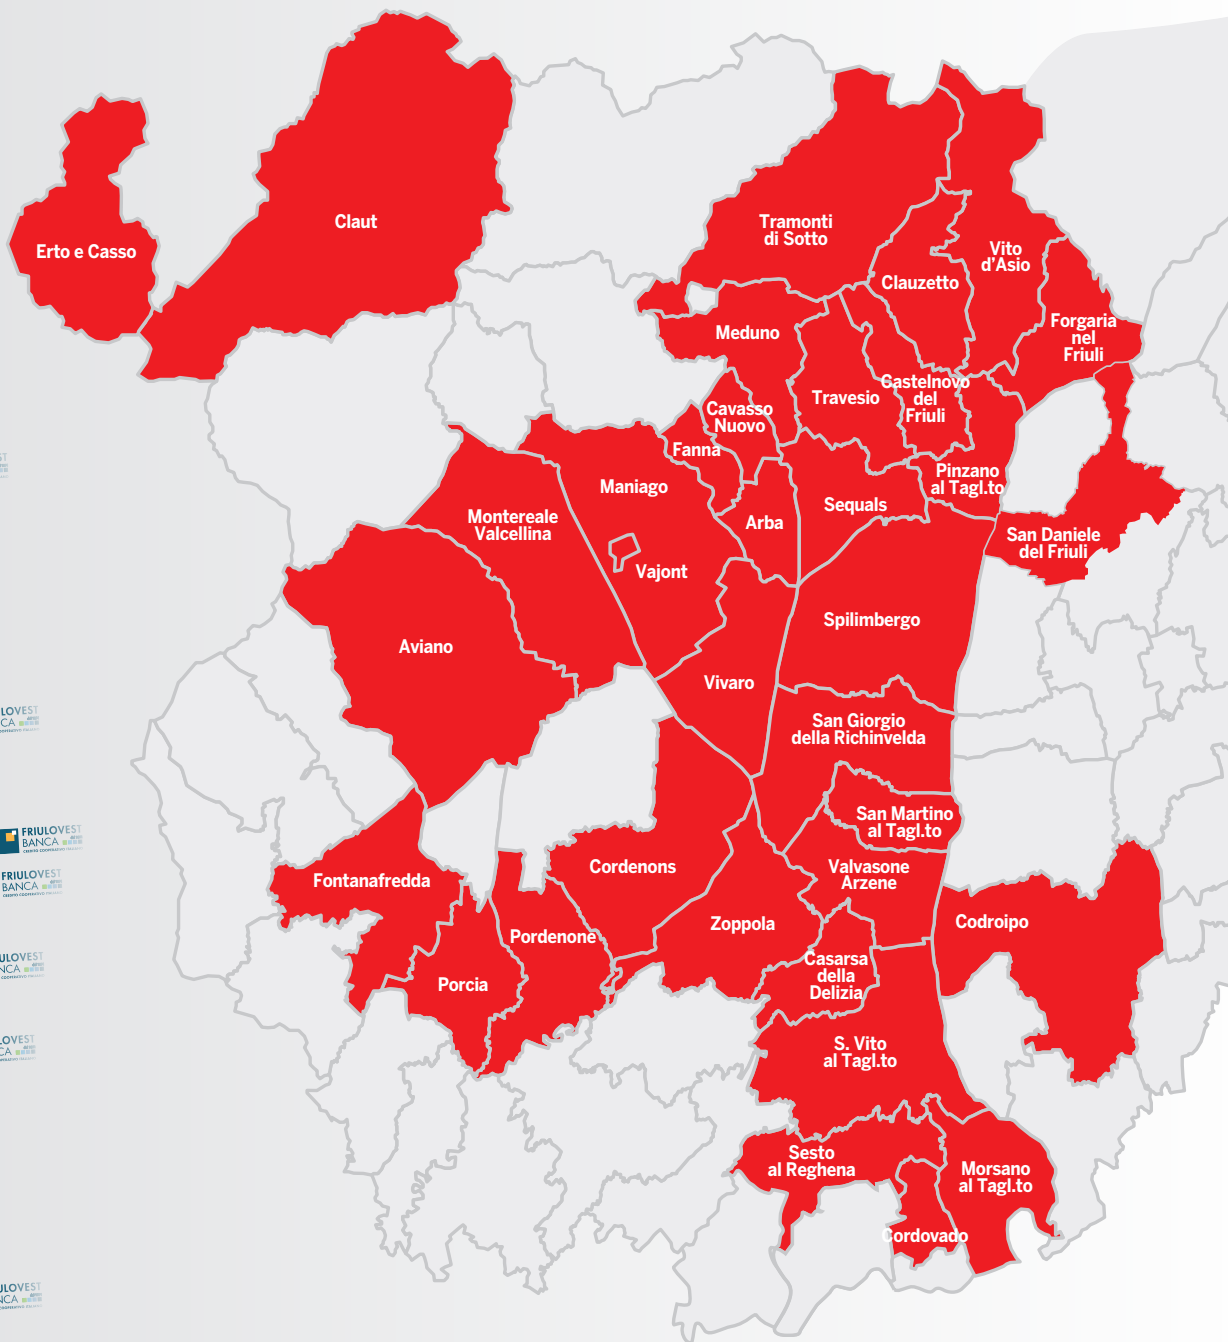 Claut
Erto e Casso
Tramonti
di Sotto
Vito
d'Asio
Clauzetto
Forgaria
nel
Friuli
Meduno
Travesio
Castelnovo
del
Friuli
Cavasso
Nuovo
Fanna
Pinzano
al Tagl.to
Maniago
Sequals
Arba
Montereale
Valcellina
San Daniele
del Friuli
Vajont
Spilimbergo
Aviano
Vivaro
San Giorgio
della Richinvelda
San Martino
al Tagl.to
Cordenons
Valvasone
Arzene
Fontanafredda
Zoppola
Codroipo
Pordenone
Casarsa
della
Delizia
Porcia
S. Vito
al Tagl.to
Sesto
al Reghena
Morsano
al Tagl.to
Cordovado
FRIULOVEST
BANCA
FRIULOVEST
BANCA